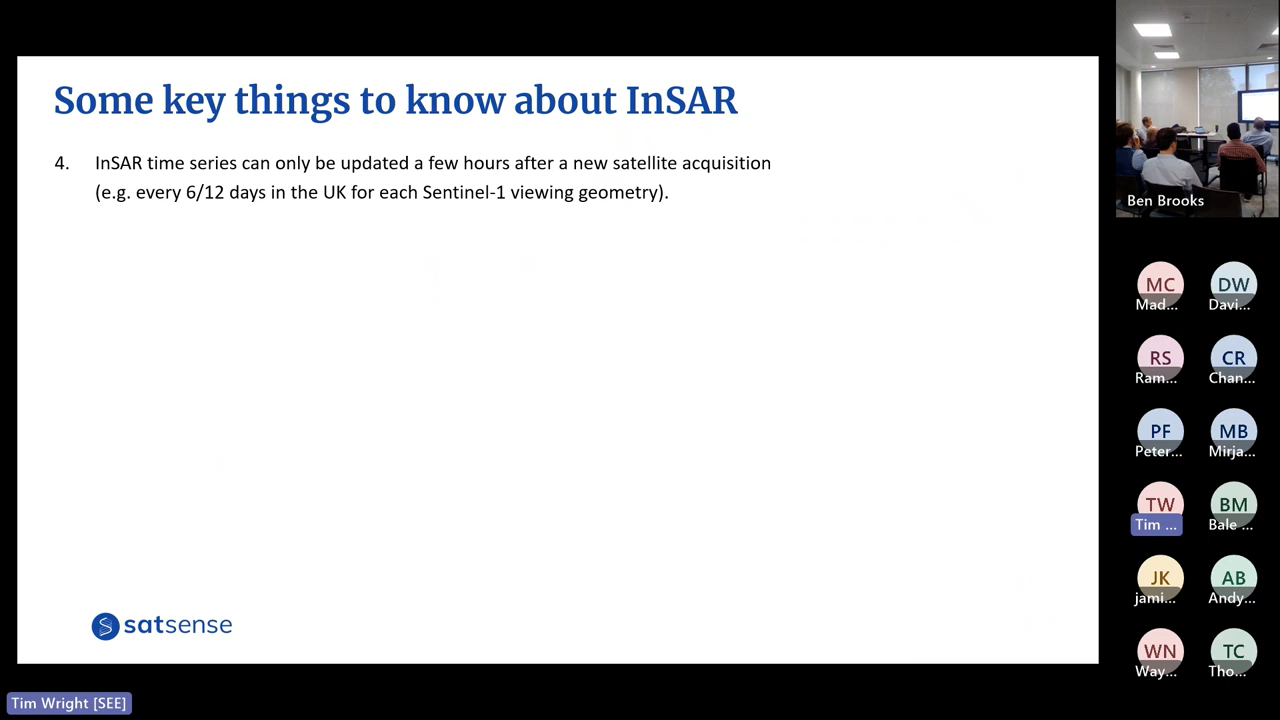 Some key things to know about InSAR
4. InSAR time series can only be updated a few hours after a new satellite acquisition
(e.g. every 6/12 days in the UK for each Sentinel-1 viewing geometry).
satsense
Tim Wright [SEE]
Ben Brooks
MC DW
Mad... Davi...
RS CR
Ram... Chan...
PF MB
Peter... Mirja...
TW BM
Tim ... Bale ...
JK AB
jami... Andy...
WN TC
Way... Tho...